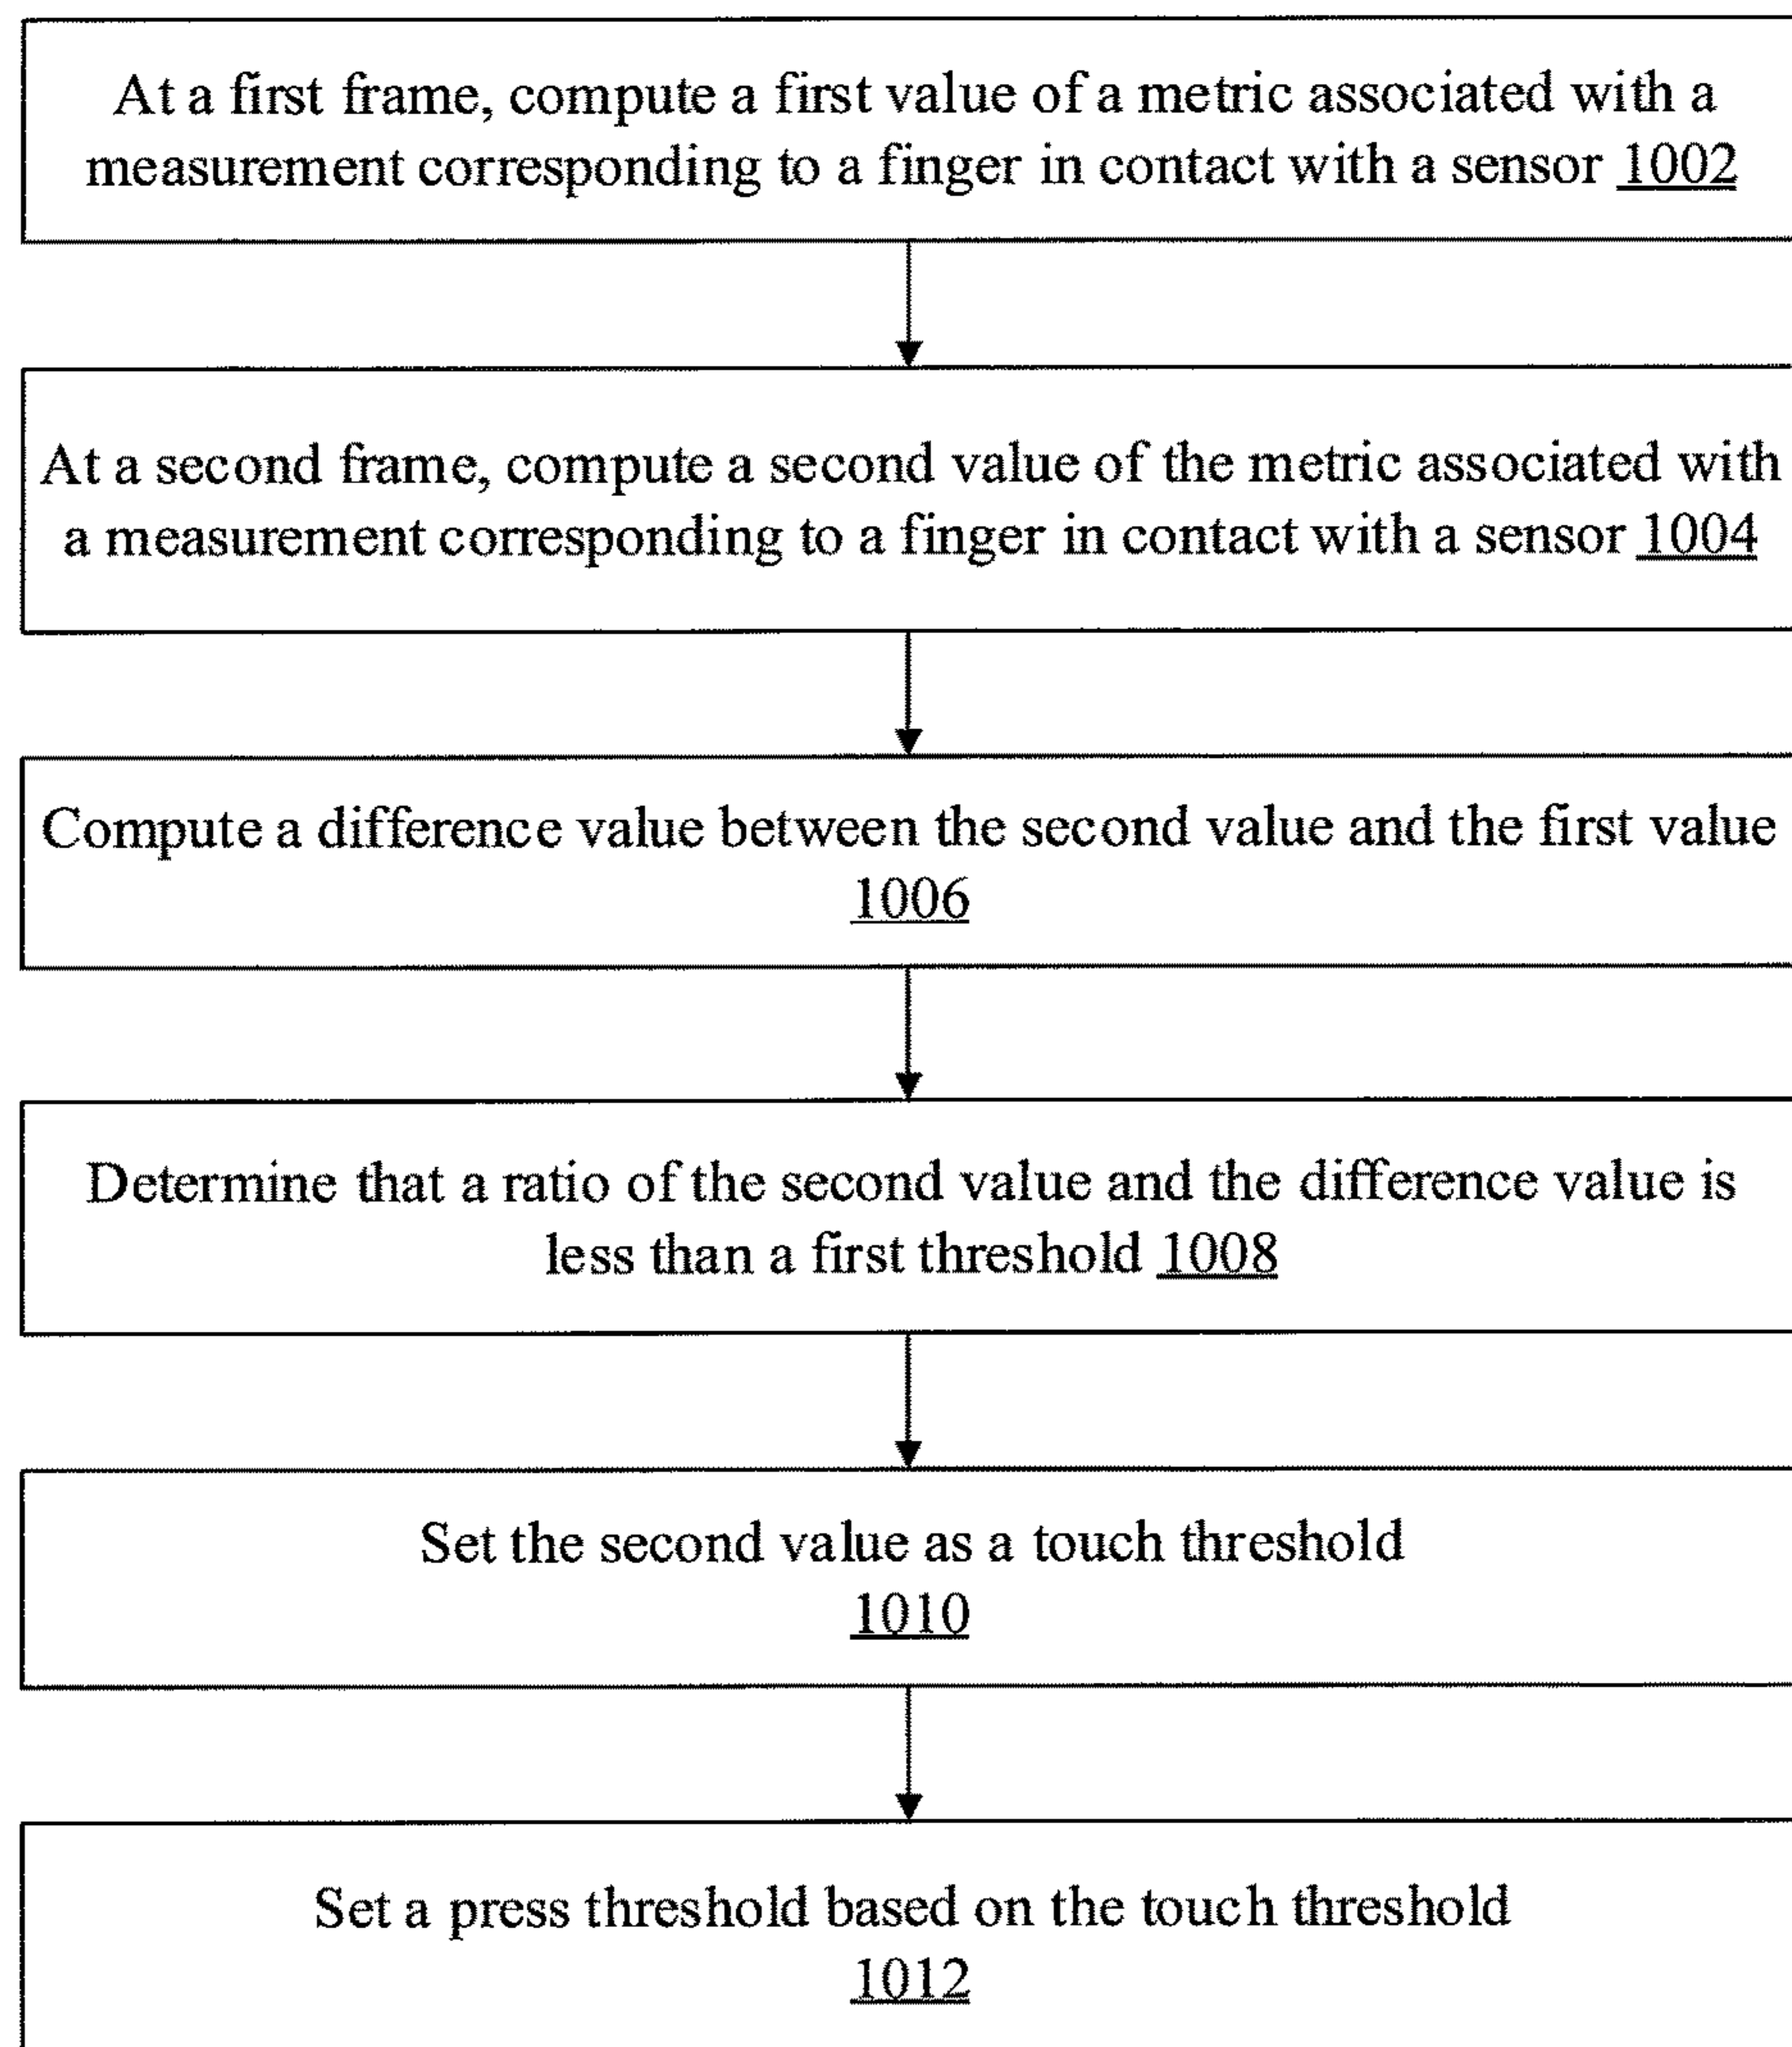 At a first frame, compute a first value of a metric associated with a
measurement corresponding to a finger in contact with a sensor 1002
At a second frame, compute a second value of the metric associated with
a measurement corresponding to a finger in contact with a sensor 1004
Compute a difference value between the second value and the first value
1006
Determine that a ratio of the second value and the difference value is
less than a first threshold 1008
Set the second value as a touch threshold
1010
Set a press threshold based on the touch threshold
1012